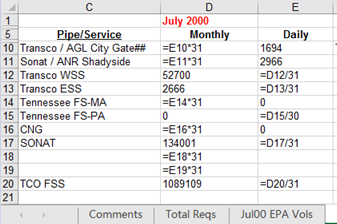 C D E
1 July 2000
5 Pipe/Service Monthly Daily
10 Transco / AGL City Gate## =E10*31 1694
11 Sonat / ANR Shadyside =E11*31 2966
12 Transco WSS 52700 =D12/31
13 Transco ESS 2666 =D13/31
14 Tennessee FS-MA =E14*31 0
15 Tennessee FS-PA 0 =D15/30
16 CNG =E16*31 0
17 SONAT 134001 =D17/31
18 =E18*31
19 =E19*31
20 TCO FSS 1089109 =D20/31
21
Comments Total Reqs Jul00 EPA Vols